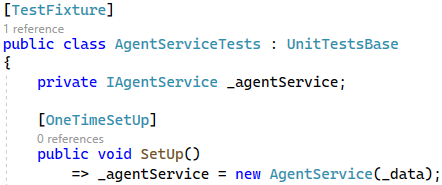 [TestFixture]
1 reference
public class AgentServiceTests : UnitTestsBase
{
private IAgentService _agentService;
[OneTimeSetUp]
0 references
public void SetUp()
=> _agentService = new AgentService(_data);